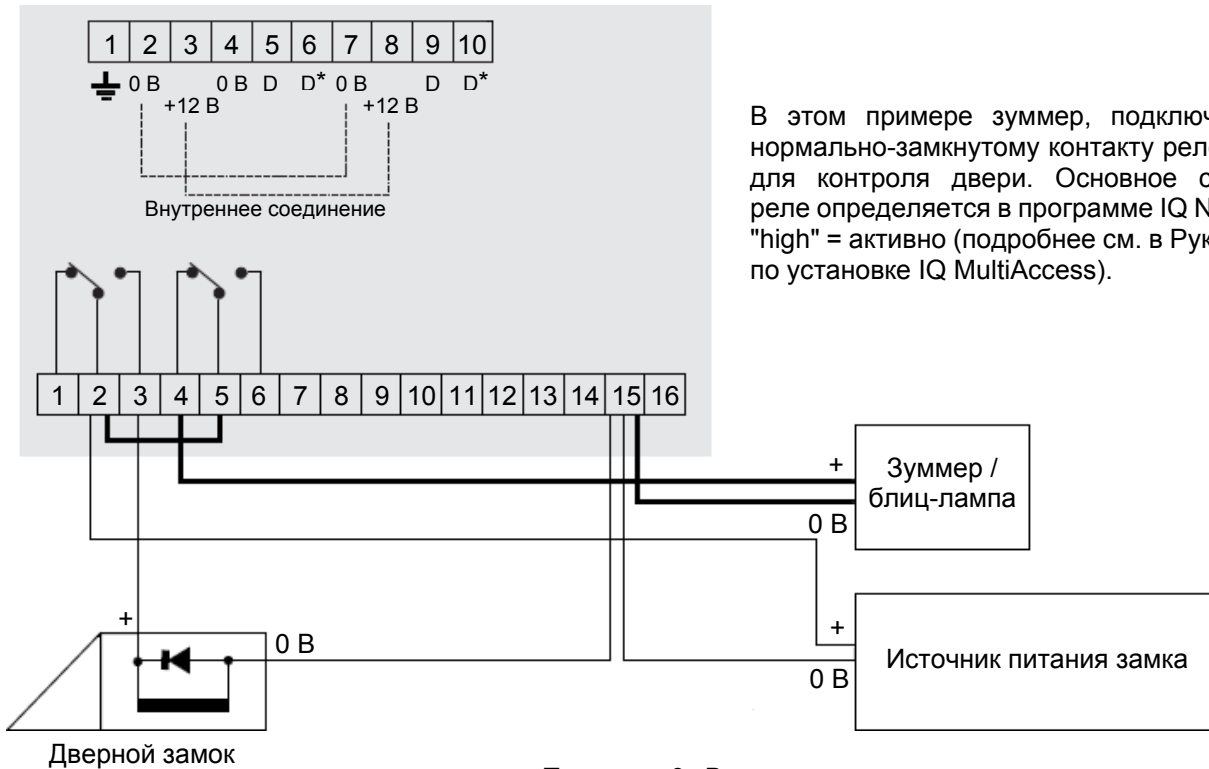 1 2 3 4 5 6 7 8 9 10
0 В 0 В D D* 0 В D D*
+12 В +12 В
Внутреннее соединение
В этом примере зуммер, подключ
нормально-замкнутому контакту рел
для контроля двери. Основное с
реле определяется в программе IQ N
"high" = активно (подробнее см. в Рук
по установке IQ MultiAccess).
1 2 3 4 5 6 7 8 9 10 11 12 13 14 15 16
+
Зуммер /
блиц-лампа
0 В
+
0 В
+
Источник питания замка
0 В
Дверной замок